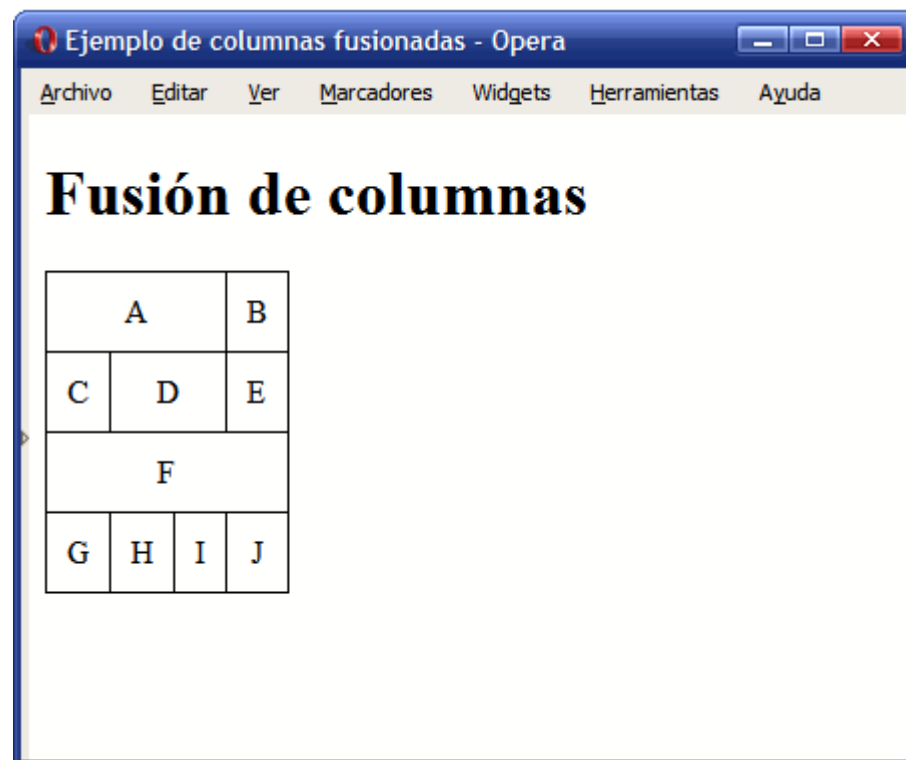 Ejemplo de columnas fusionadas - Opera
Archivo Editar Ver Marcadores Widgets Herramientas Ayuda
Fusión de columnas
A B
C D E
F
G H I J